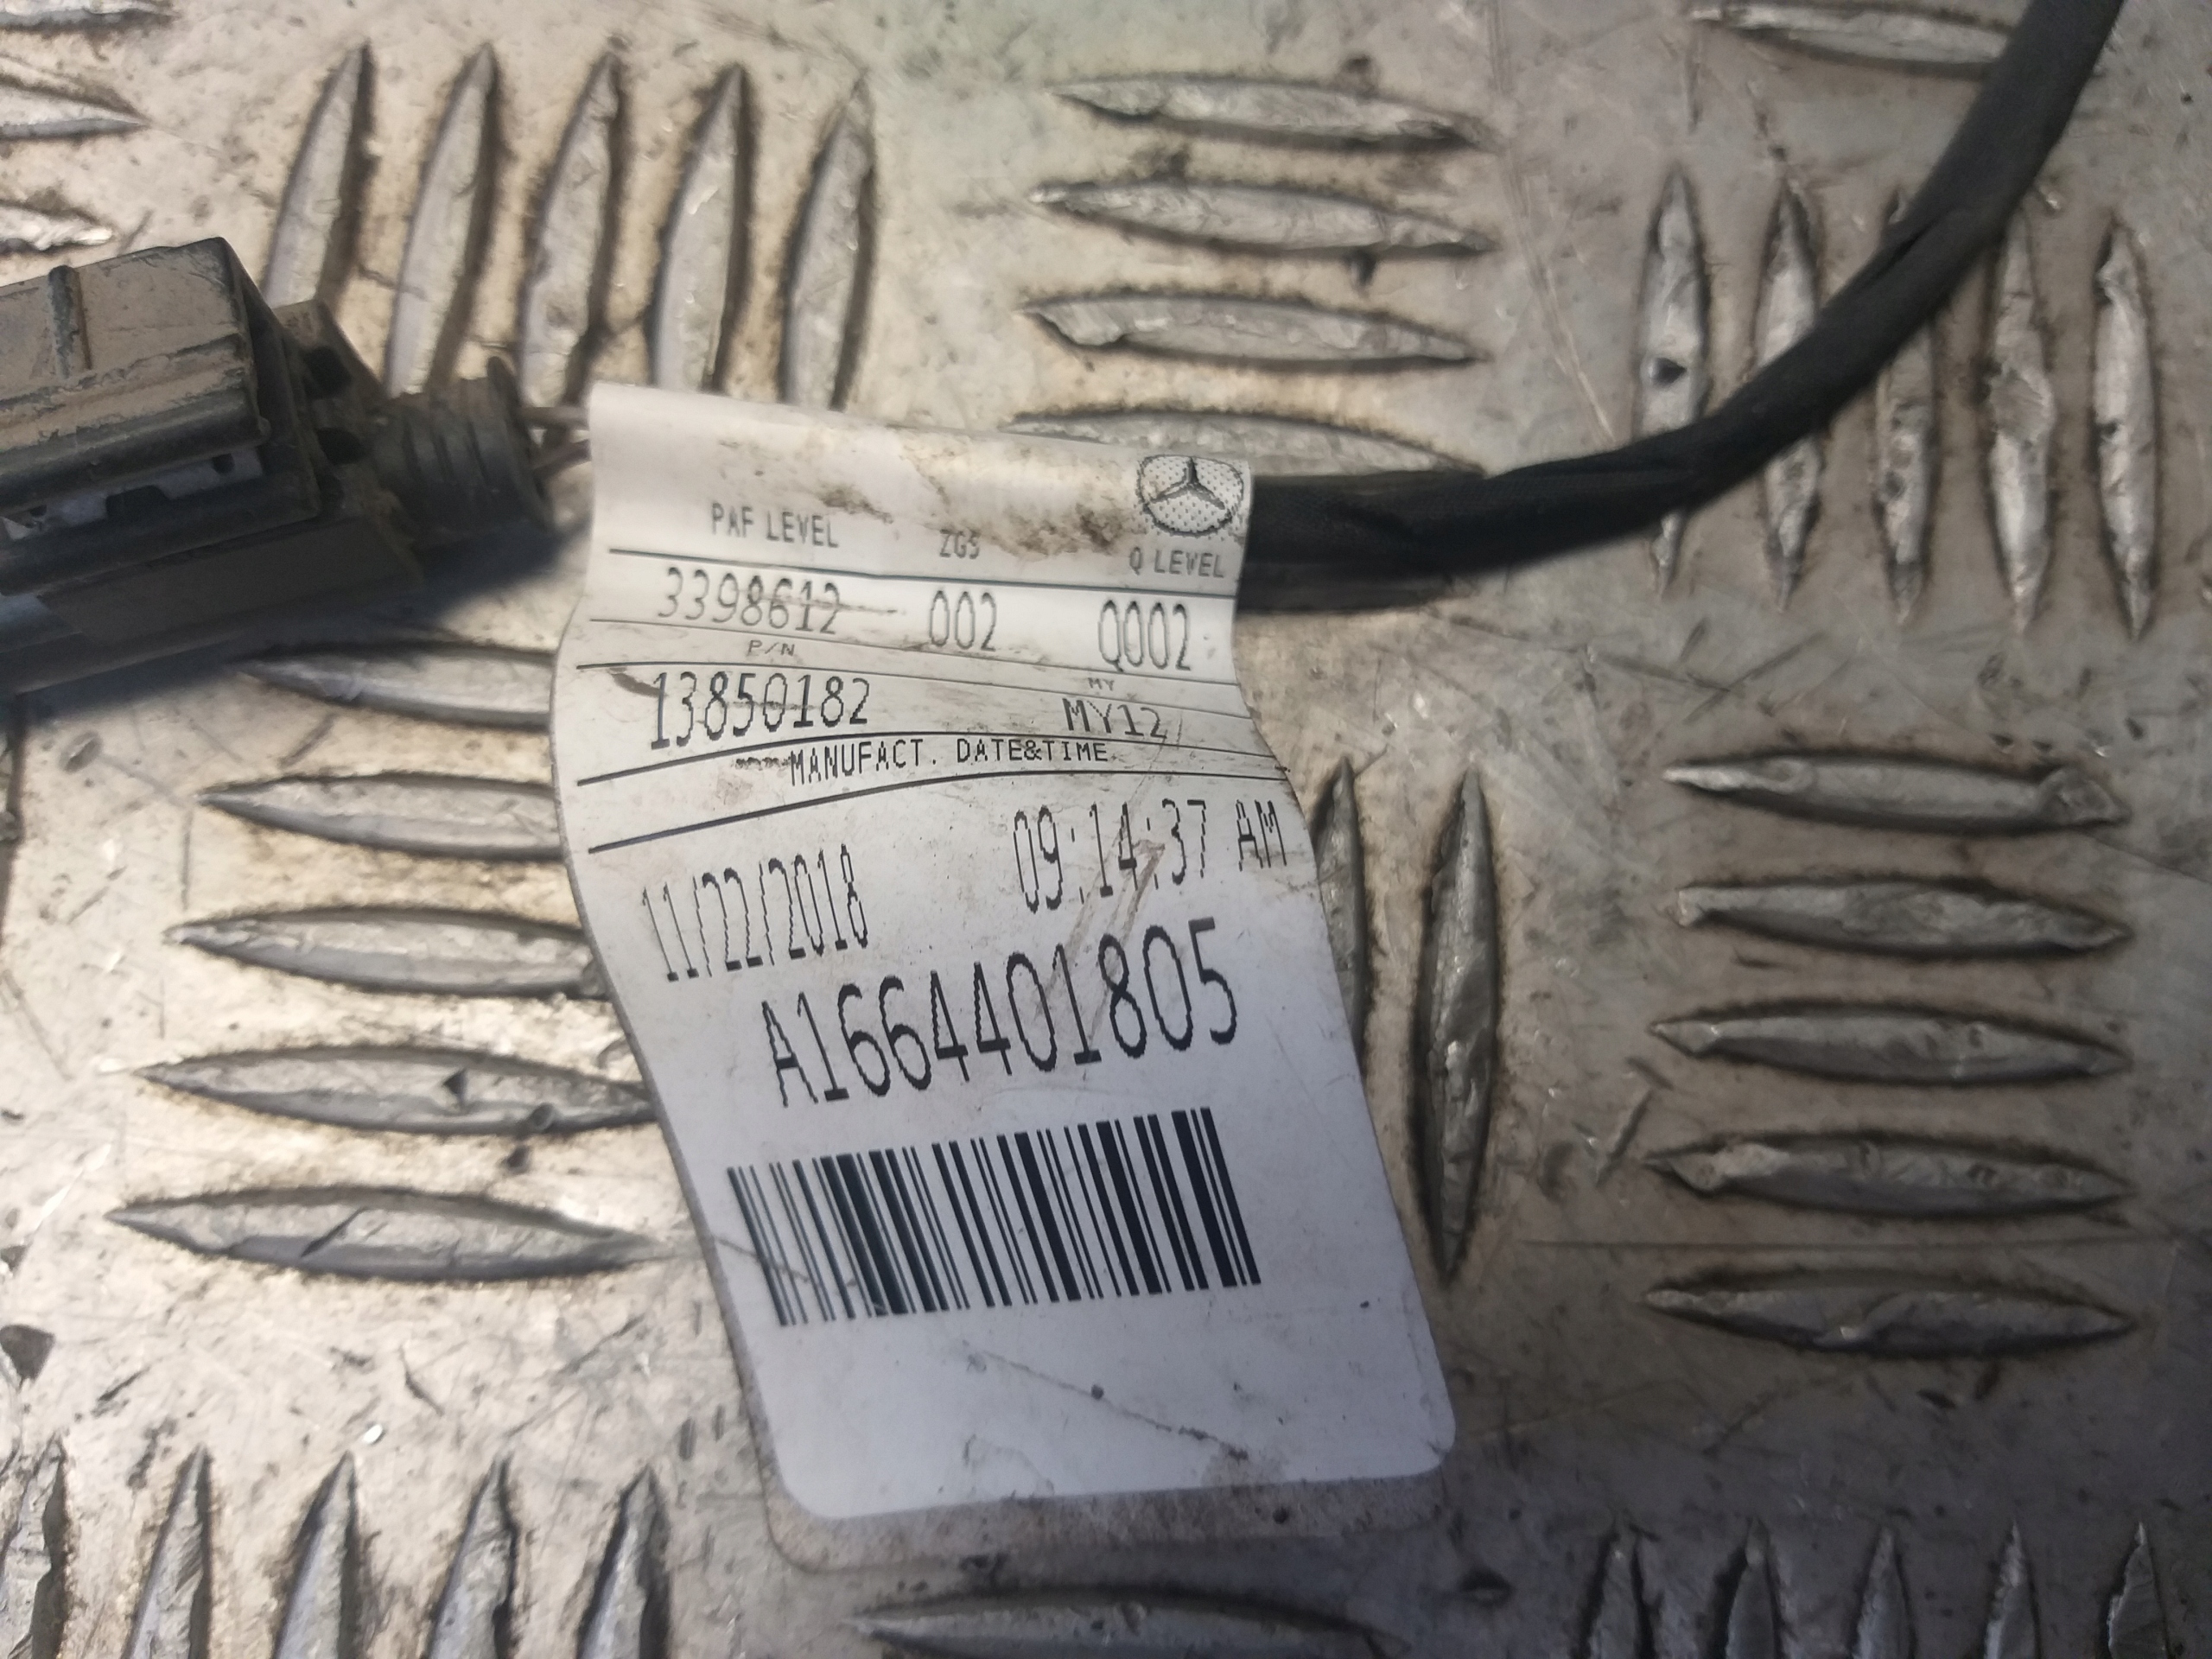 PAF LEVEL ZGS Q LEVEL
3398612 002 Q002
P/N MY
13850182 MY12
MANUFACT. DATE&TIME
11/22/2018 09:14:37 AM
A1664401805